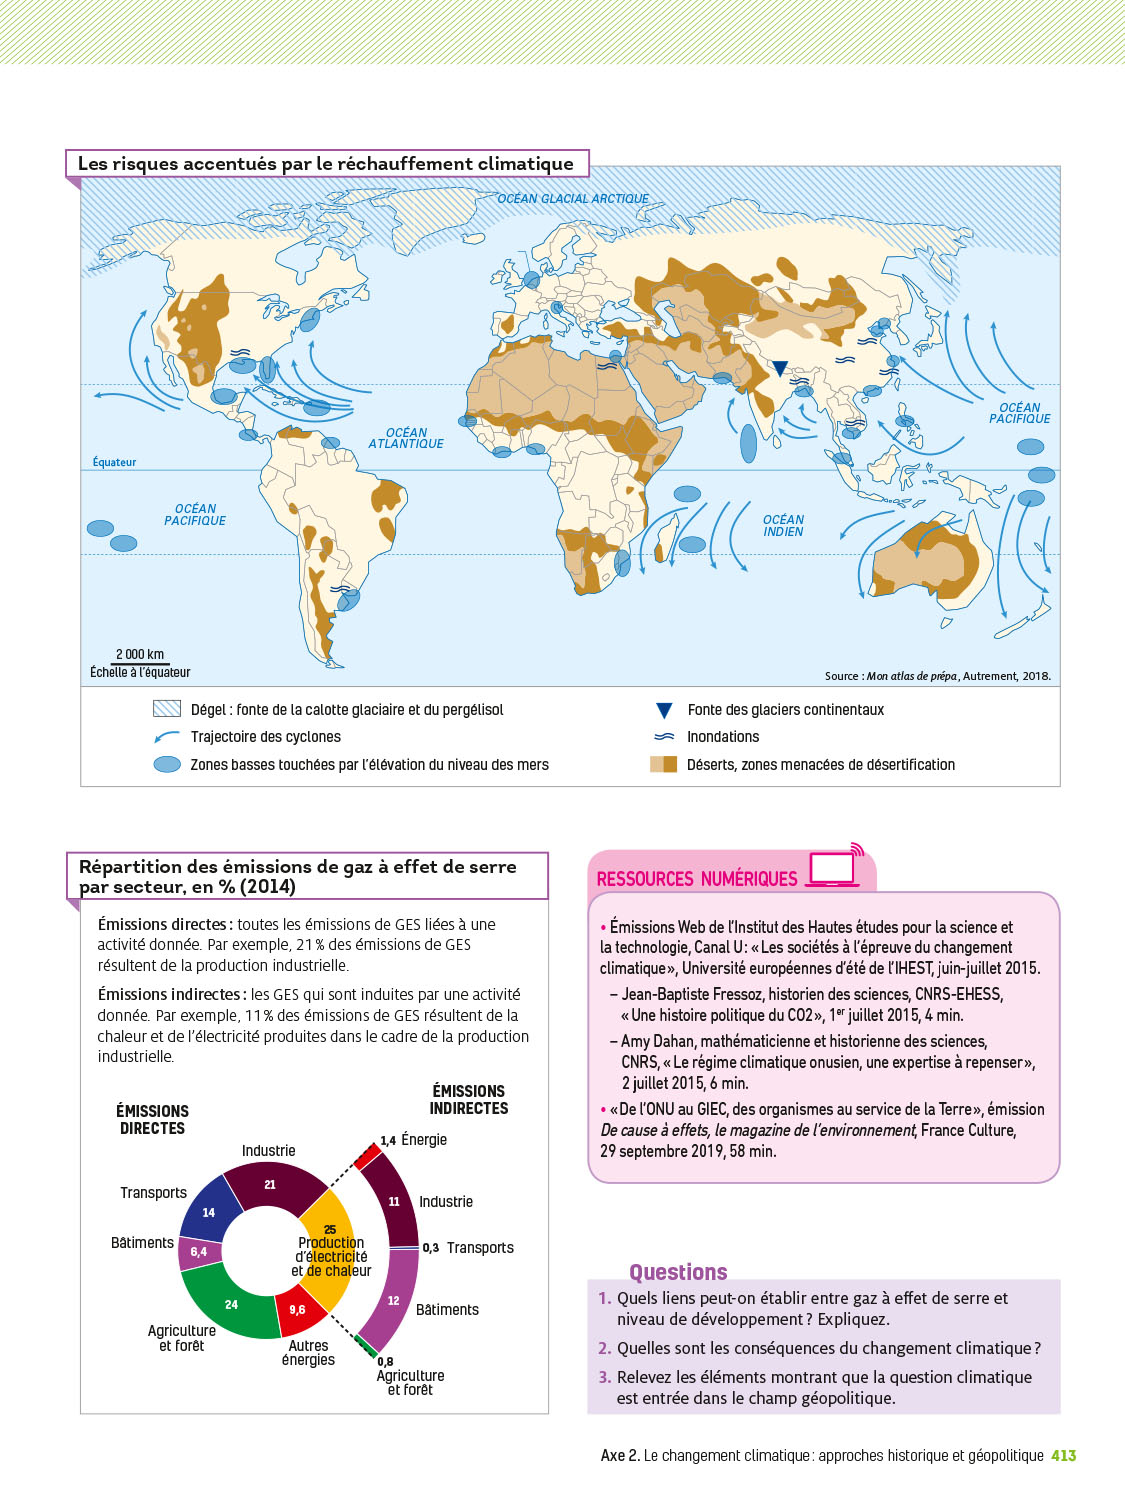 Les risques accentués par le réchauffement climatique
OCÉAN GLACIAL ARCTIQUE
OCÉAN
PACIFIQUE
OCÉAN
ATLANTIQUE
Équateur
OCÉAN
PACIFIQUE
OCÉAN
INDIEN
2 000 km
Échelle à l'équateur
Source : Mon atlas de prépa, Autrement, 2018.
Dégel : fonte de la calotte glaciaire et du pergélisol
Trajectoire des cyclones
Zones basses touchées par l'élévation du niveau des mers
Fonte des glaciers continentaux
Inondations
Déserts, zones menacées de désertification
Répartition des émissions de gaz à effet de serre
par secteur, en % (2014)
Émissions directes : toutes les émissions de GES liées à une
activité donnée. Par exemple, 21 % des émissions de GES
résultent de la production industrielle.
Émissions indirectes : les GES qui sont induites par une activité
donnée. Par exemple, 11 % des émissions de GES résultent de la
chaleur et de l'électricité produites dans le cadre de la production
industrielle.
ÉMISSIONS
DIRECTES
ÉMISSIONS
INDIRECTES
Industrie
21
Transports
14
Bâtiments
6,4
24
Agriculture
et forêt
9,6
Autres
énergies
25
Production
d'électricité
et de chaleur
1,4 Énergie
11
Industrie
0,3 Transports
12
Bâtiments
0,8
Agriculture
et forêt
RESSOURCES NUMÉRIQUES
• Émissions Web de l'Institut des Hautes études pour la science et
la technologie, Canal U : « Les sociétés à l'épreuve du changement
climatique », Université européennes d'été de l'IHEST, juin-juillet 2015.
– Jean-Baptiste Fressoz, historien des sciences, CNRS-EHESS,
« Une histoire politique du CO2 », 1er juillet 2015, 4 min.
– Amy Dahan, mathématicienne et historienne des sciences,
CNRS, « Le régime climatique onusien, une expertise à repenser »,
2 juillet 2015, 6 min.
• « De l'ONU au GIEC, des organismes au service de la Terre », émission
De cause à effets, le magazine de l'environnement, France Culture,
29 septembre 2019, 58 min.
Questions
1. Quels liens peut-on établir entre gaz à effet de serre et
niveau de développement ? Expliquez.
2. Quelles sont les conséquences du changement climatique ?
3. Relevez les éléments montrant que la question climatique
est entrée dans le champ géopolitique.
Axe 2. Le changement climatique : approches historique et géopolitique 413